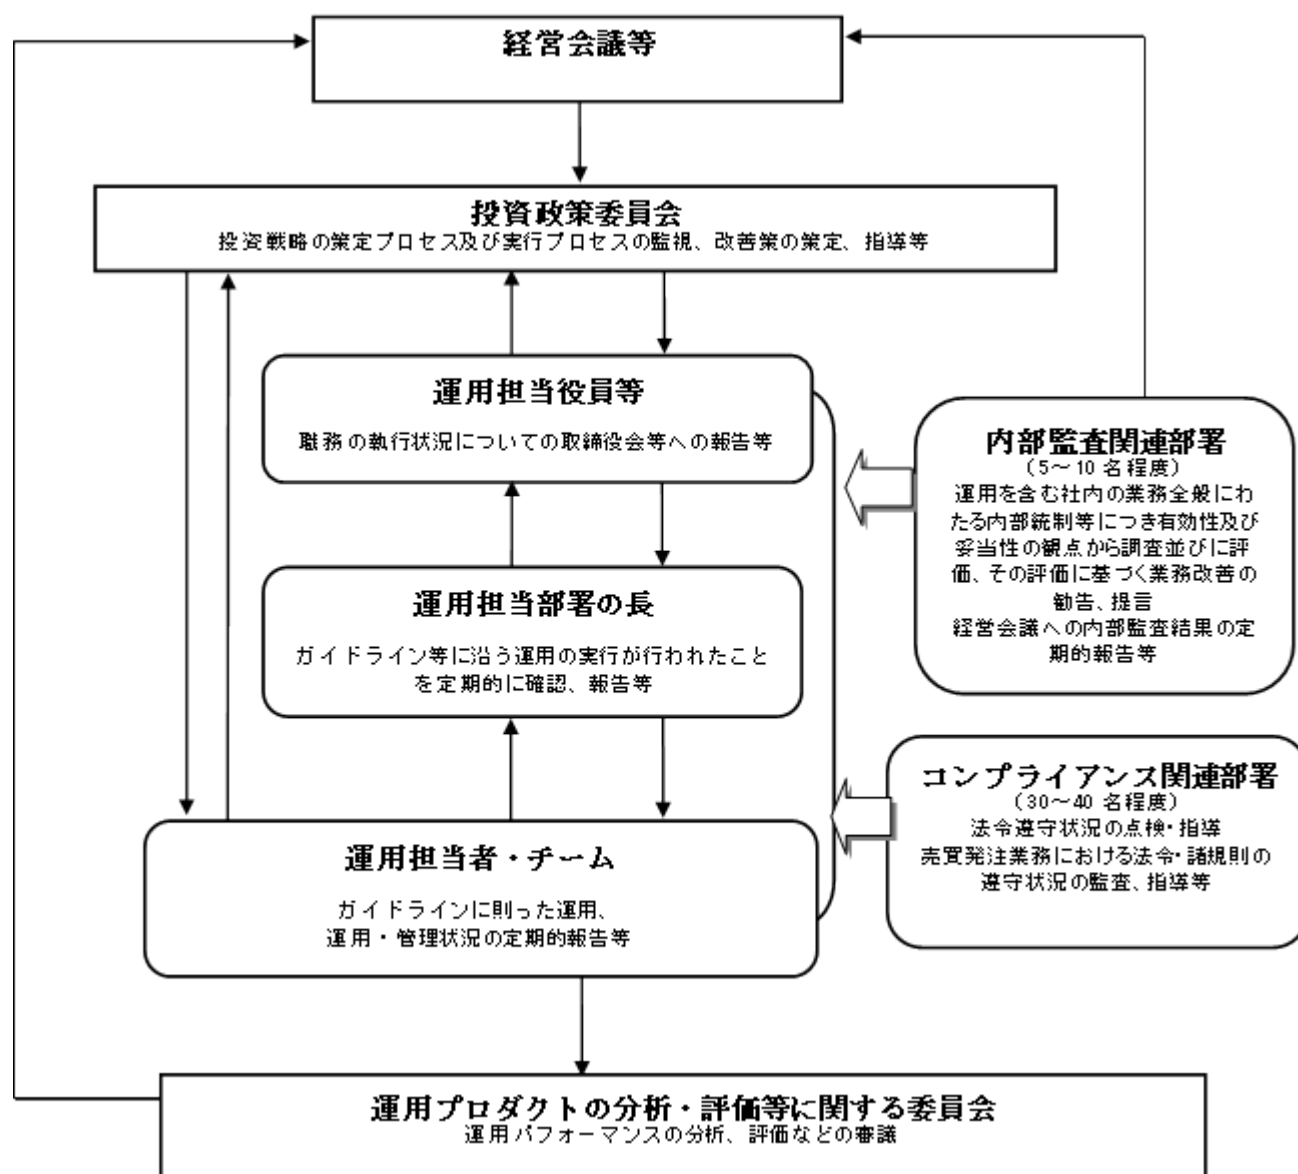 経営会議等
投資政策委員会
投資戦略の策定プロセス及び実行プロセスの監視、改善策の策定、指導等
運用担当役員等
職務の執行状況についての取締役会等への報告等
運用担当部署の長
ガイドライン等に沿う運用の実行が行われたこと
を定期的に確認、報告等
運用担当者・チーム
ガイドラインに則った運用、
運用・管理状況の定期的報告等
内部監査関連部署
（5～10 名程度）
運用を含む社内の業務全般にわ
たる内部統制等につき有効性及び
妥当性の観点から調査並びに評
価、その評価に基づく業務改善の
勧告、提言
経営会議への内部監査結果の定
期的報告等
コンプライアンス関連部署
（30～40 名程度）
法令遵守状況の点検・指導
売買発注業務における法令・諸規則の
遵守状況の監査、指導等
運用プロダクトの分析・評価等に関する委員会
運用パフォーマンスの分析、評価などの審議